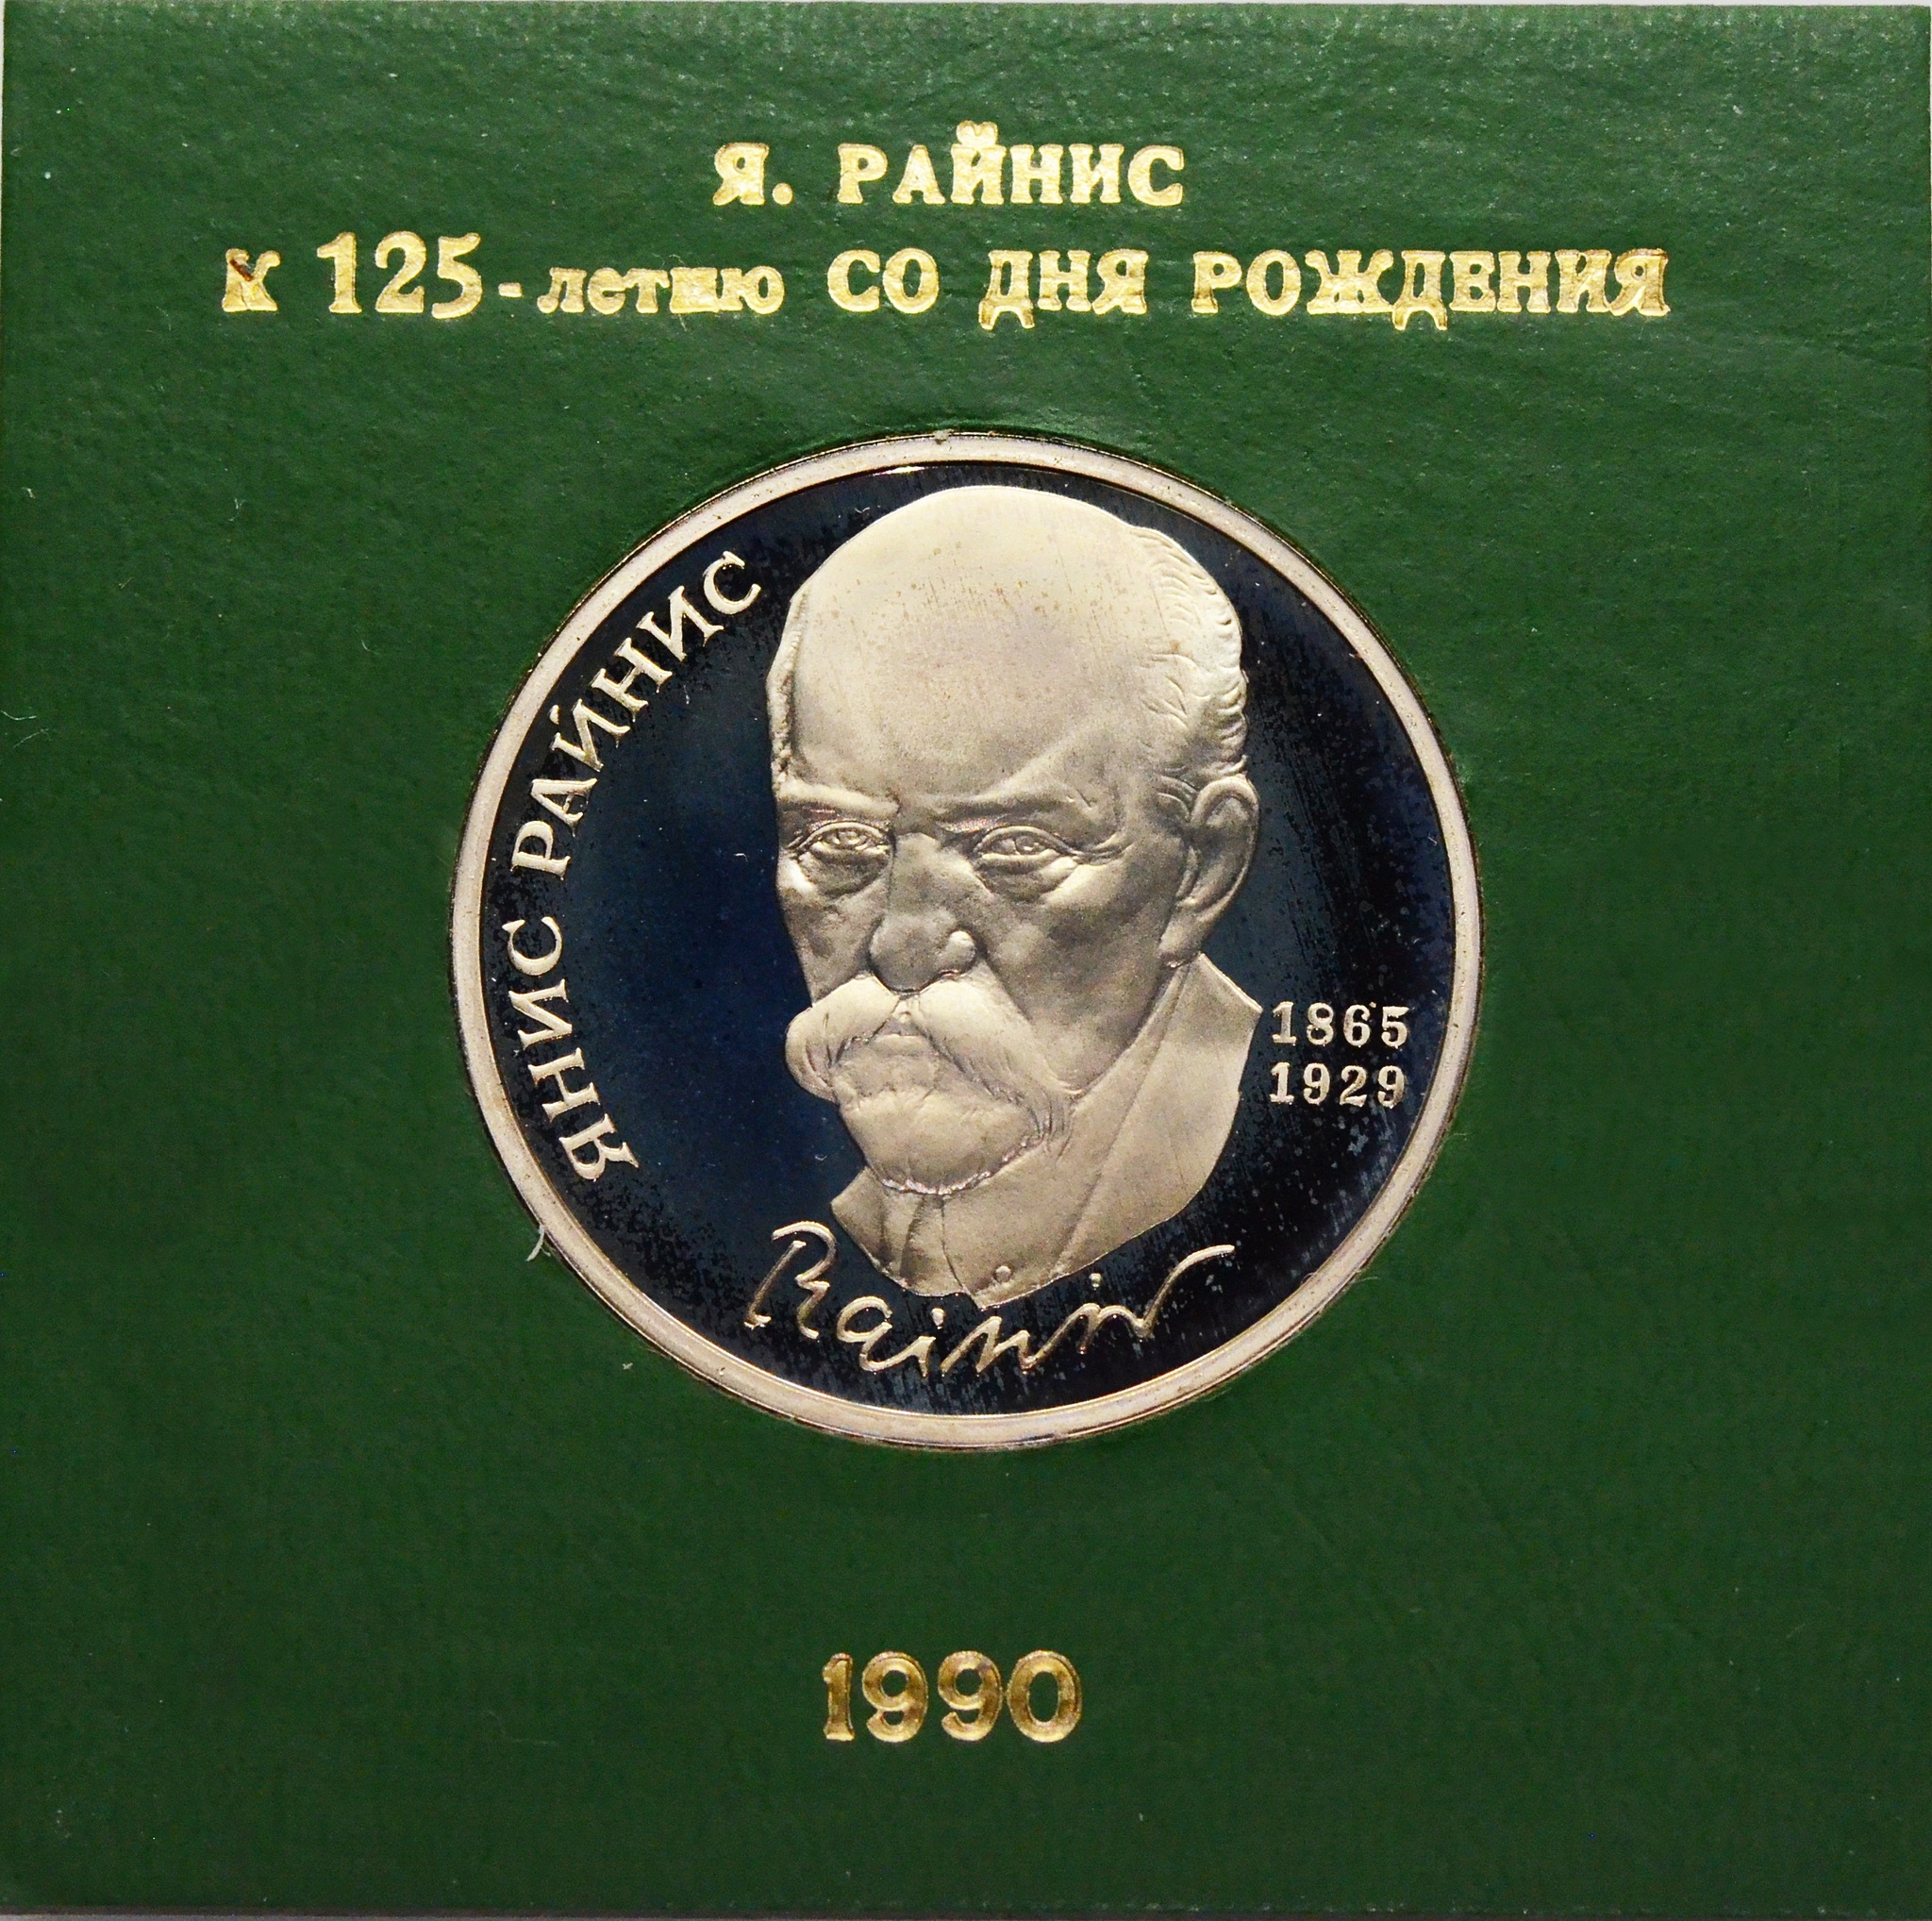 Я. РАЙНИС
К 125-летию СО ДНЯ РОЖДЕНИЯ
ЯНИС РАЙНИС
1865
1929
Rainis
1990